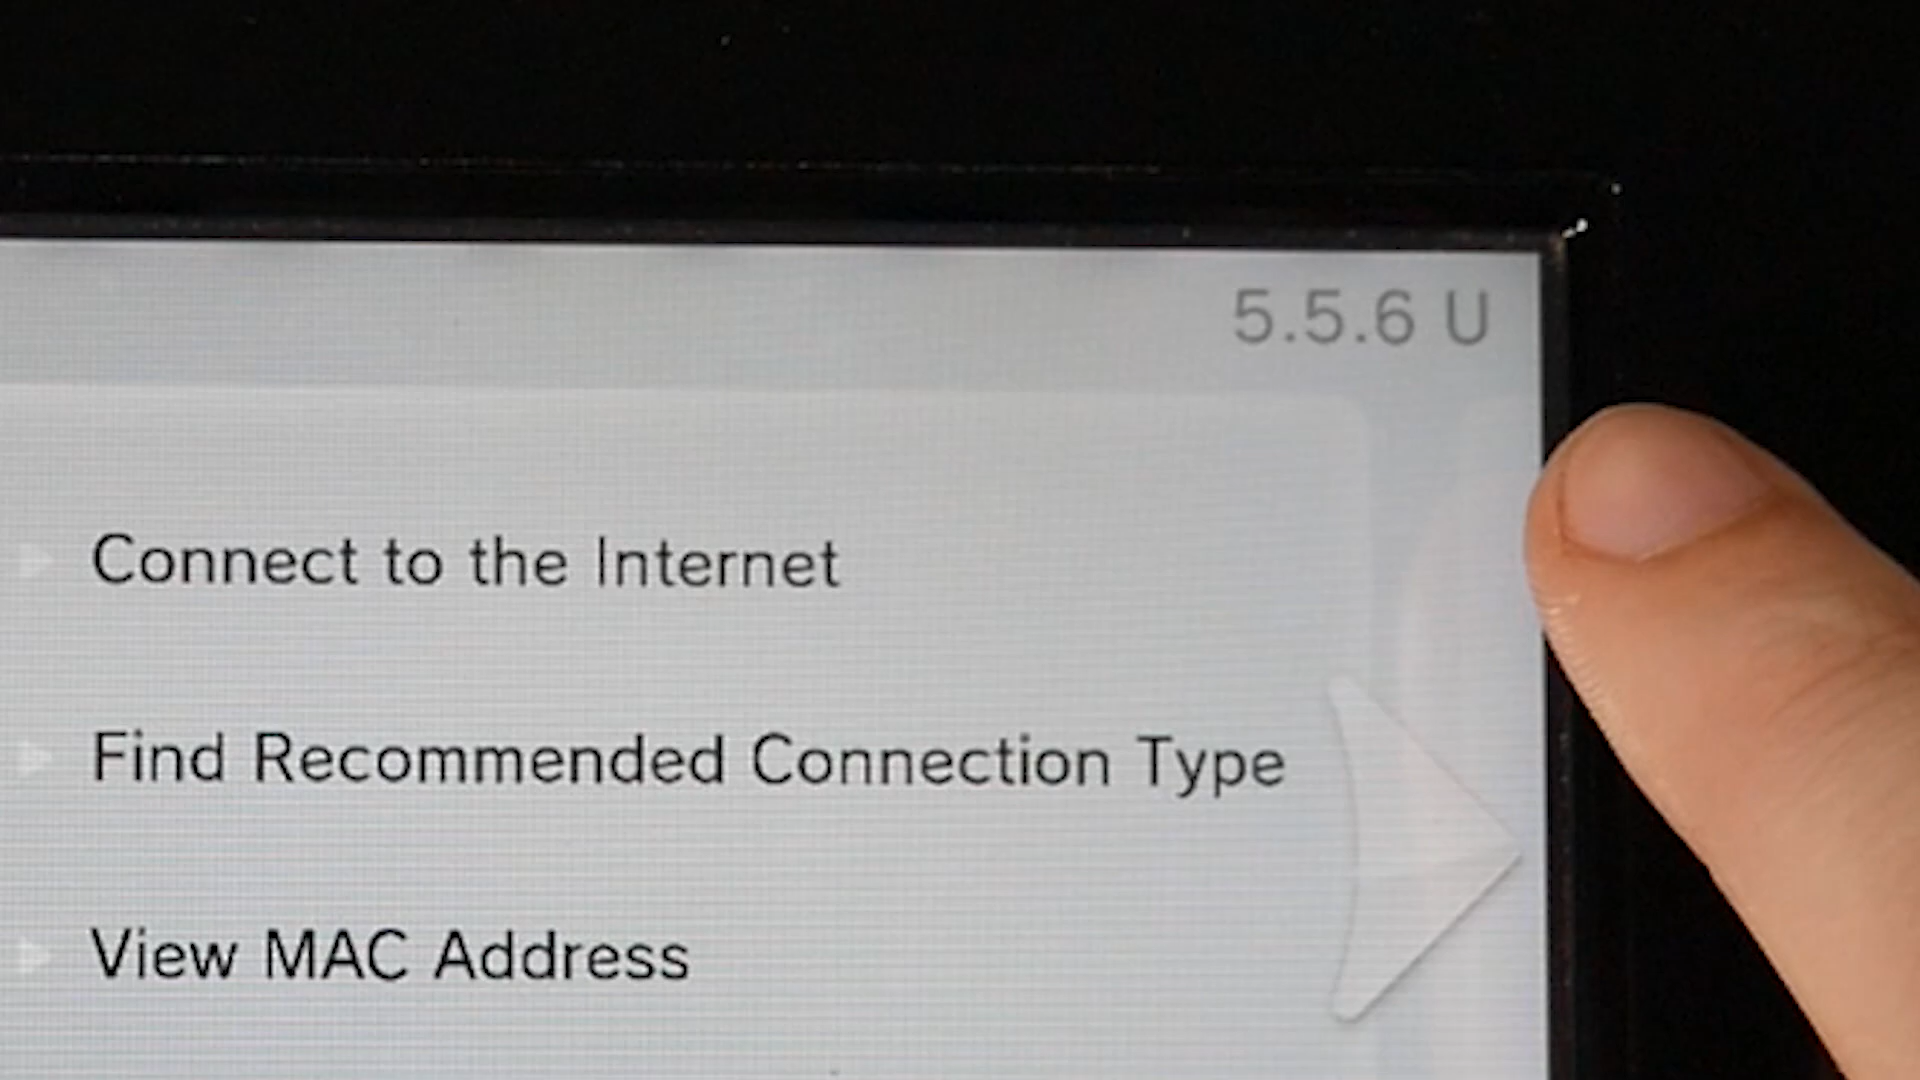 5.5.6 U
Connect to the Internet
Find Recommended Connection Type
View MAC Address